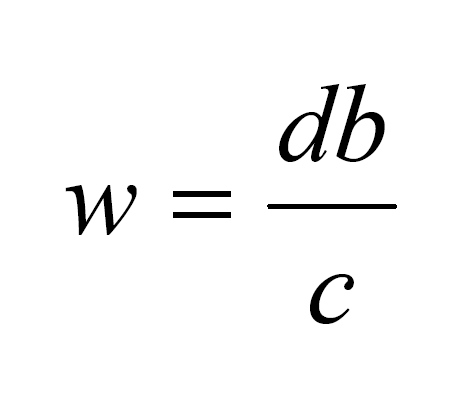 w = db/c